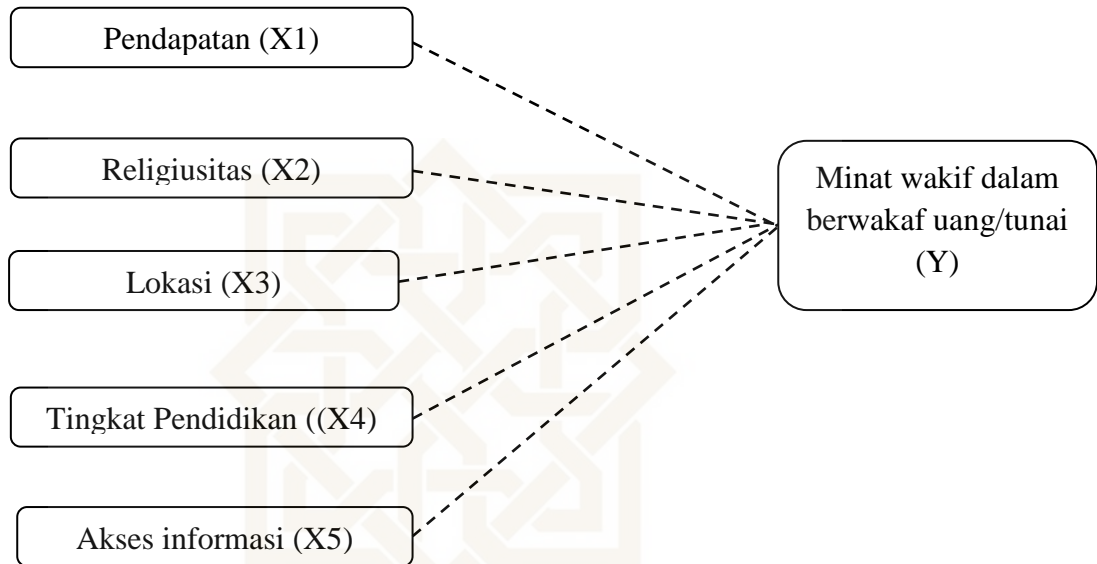 Pendapatan (X1)
Religiusitas (X2)
Lokasi (X3)
Tingkat Pendidikan ((X4)
Akses informasi (X5)
Minat wakif dalam
berwakaf uang/tunai
(Y)